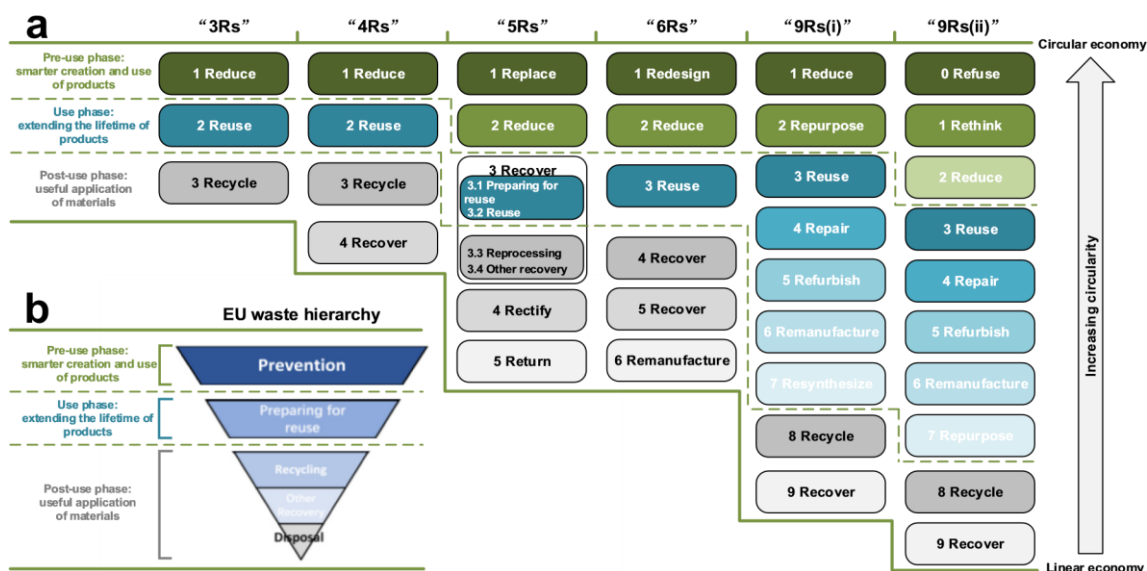 a
“3Rs”
“4Rs”
“5Rs”
“6Rs”
“9Rs(i)”
“9Rs(ii)”
Circular economy
Pre-use phase:
smarter creation and use
of products
1 Reduce
1 Reduce
1 Replace
1 Redesign
1 Reduce
0 Refuse
Use phase:
extending the lifetime of
products
2 Reuse
2 Reuse
2 Reduce
2 Reduce
2 Repurpose
1 Rethink
Post-use phase:
useful application
of materials
3 Recycle
3 Recycle
3 Recover
3.1 Preparing for
reuse
3.2 Reuse
3 Reuse
3 Reuse
2 Reduce
4 Recover
3.3 Reprocessing
3.4 Other recovery
4 Recover
4 Repair
3 Reuse
4 Rectify
5 Recover
5 Refurbish
4 Repair
5 Return
6 Remanufacture
6 Remanufacture
5 Refurbish
7 Resynthesize
6 Remanufacture
8 Recycle
7 Repurpose
9 Recover
8 Recycle
9 Recover
Increasing circularity
Linear economy
b
EU waste hierarchy
Pre-use phase:
smarter creation and use
of products
Prevention
Use phase:
extending the lifetime of
products
Preparing for
reuse
Post-use phase:
useful application
of materials
Recycling
Other
Recovery
Disposal